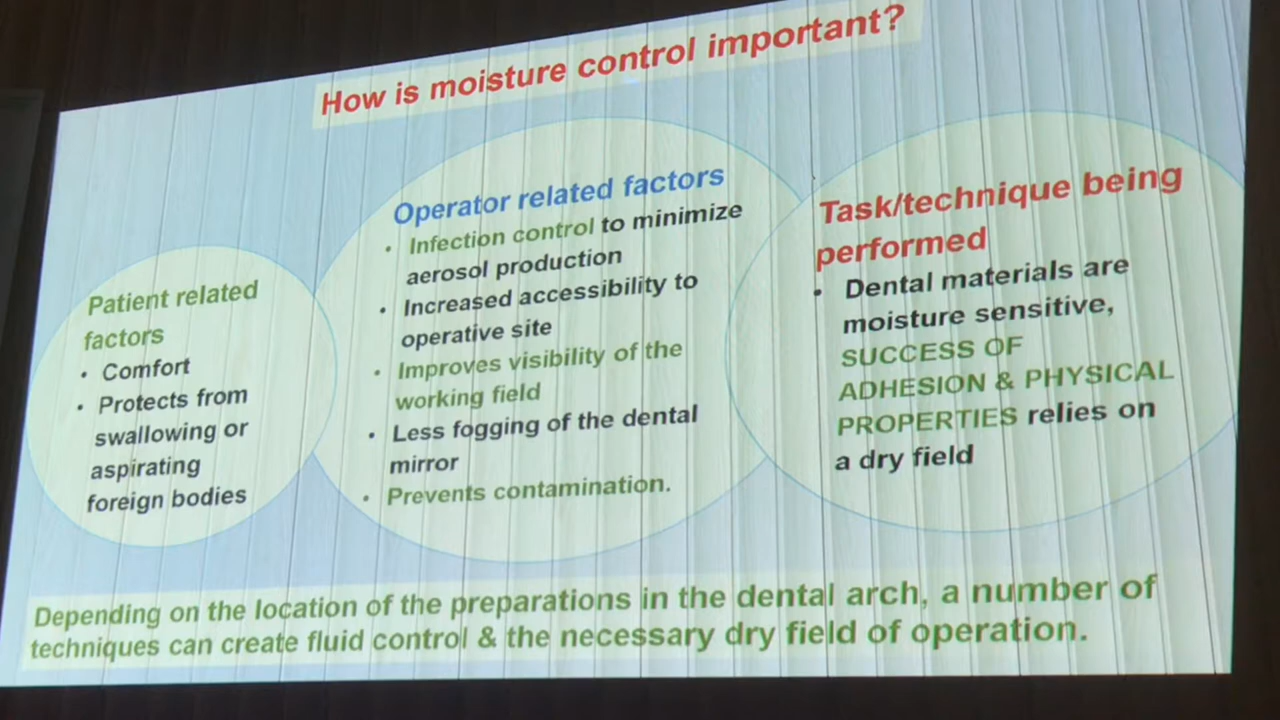 How is moisture control important?
Patient related
factors
• Comfort
• Protects from
swallowing or
aspirating
foreign bodies
Operator related factors
• Infection control to minimize
aerosol production
• Increased accessibility to
operative site
• Improves visibility of the
working field
• Less fogging of the dental
mirror
• Prevents contamination.
Task/technique being
performed
• Dental materials are
moisture sensitive,
SUCCESS OF
ADHESION & PHYSICAL
PROPERTIES relies on
a dry field
Depending on the location of the preparations in the dental arch, a number of
techniques can create fluid control & the necessary dry field of operation.